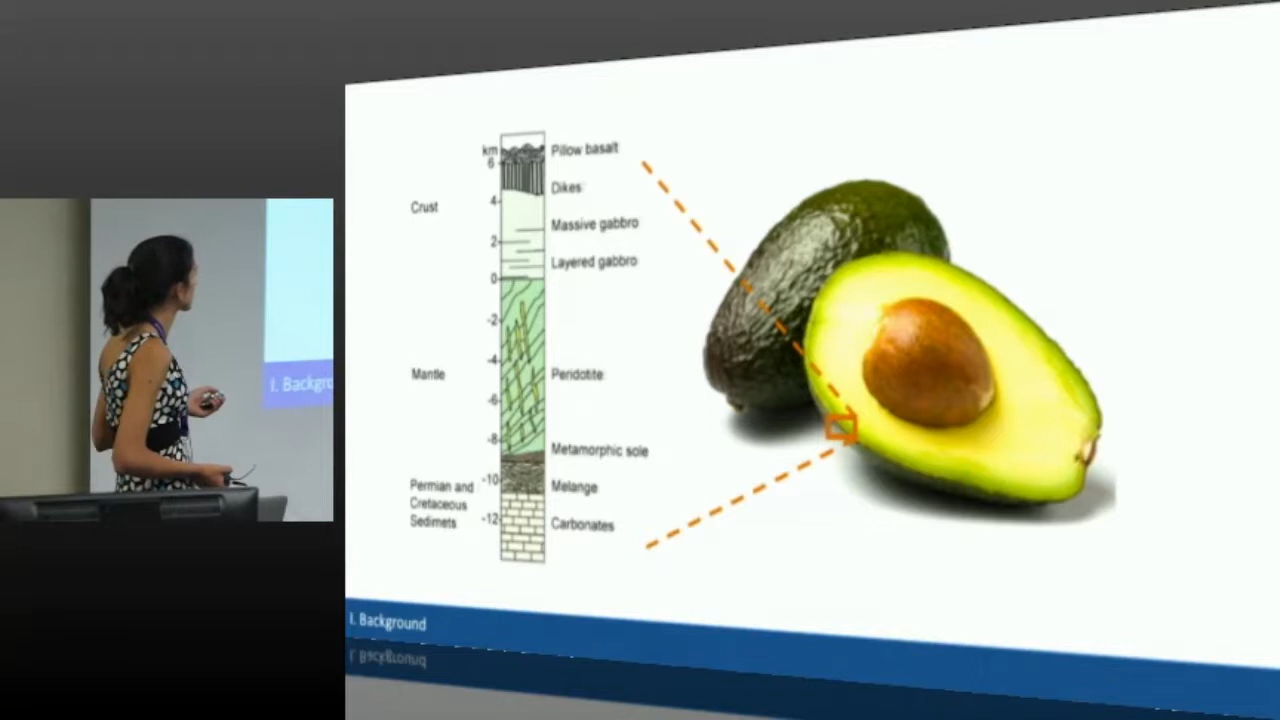 km
6
Pillow basalt
Dikes
4
Crust
Massive gabbro
2
Layered gabbro
0
-2
-4
Mantle
Peridotite
-6
-8
Metamorphic sole
-10
Permian and
Cretaceous
Sedimets
Melange
-12
Carbonates
I. Background
I. Backgro